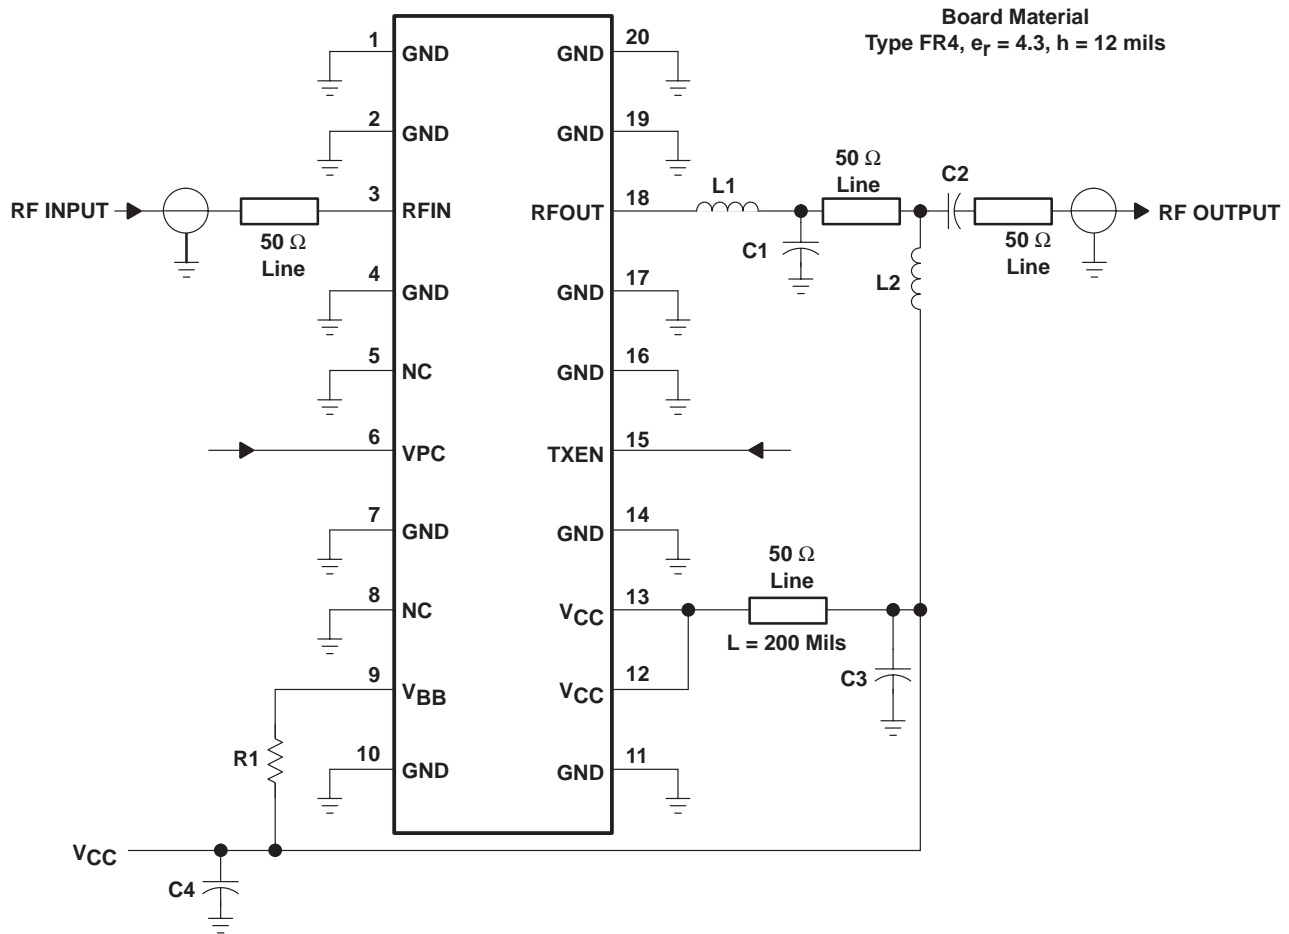 Board Material
Type FR4, er = 4.3, h = 12 mils
1
GND
GND
20
2
GND
GND
19
RF INPUT
50 Ω
Line
3
RFIN
RFOUT
18
L1
C1
50 Ω
Line
C2
50 Ω
Line
RF OUTPUT
L2
4
GND
GND
17
5
NC
GND
16
6
VPC
TXEN
15
7
GND
GND
14
8
NC
VCC
13
50 Ω
Line
L = 200 Mils
C3
9
VBB
VCC
12
R1
10
GND
GND
11
VCC
C4